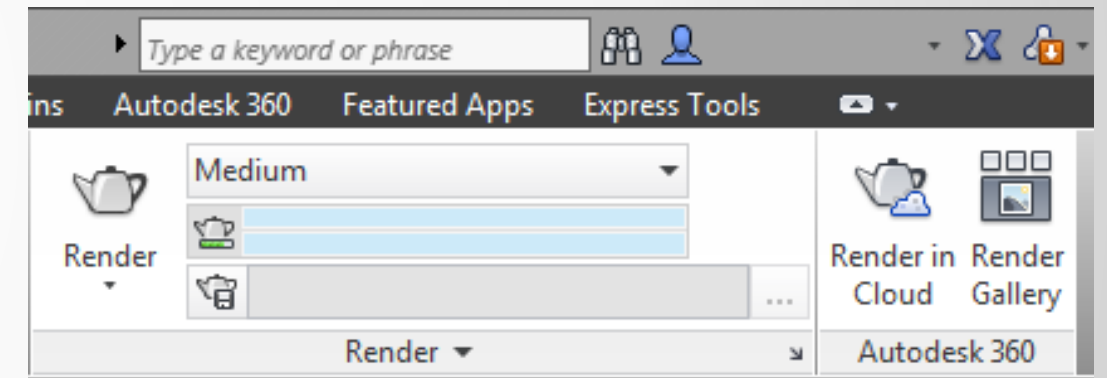 Type a keyword or phrase
ins Autodesk 360 Featured Apps Express Tools
Medium
Render
...
Render in Cloud
Render Gallery
Render
Autodesk 360